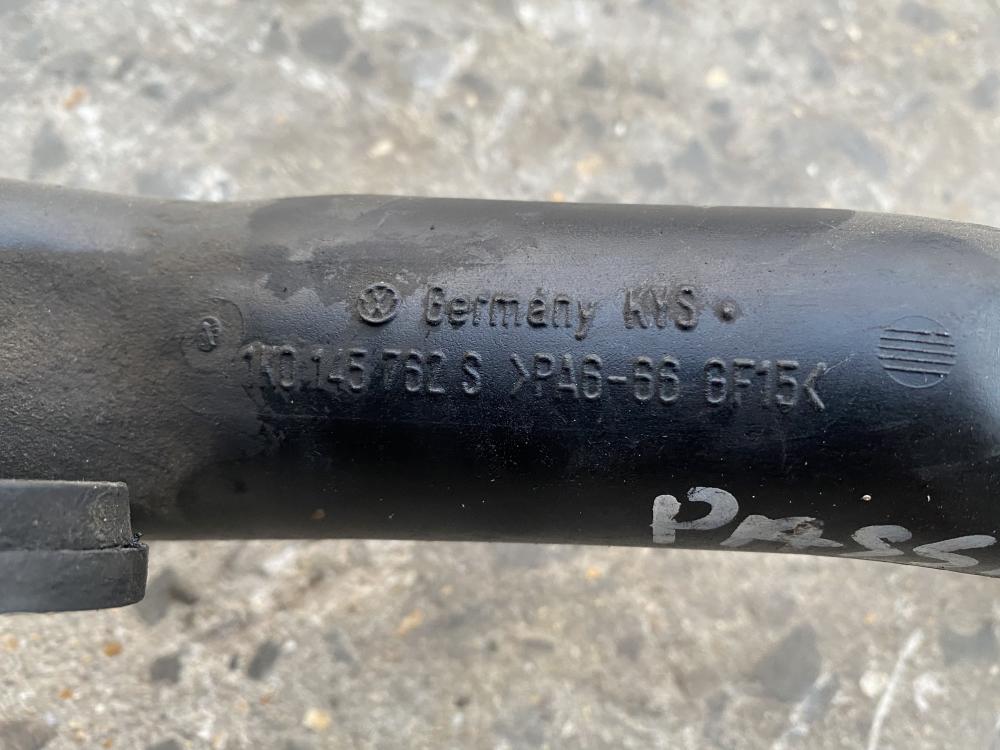 Germany KYS
1K0 145 762 S >PA6-66 GF15<
PASS